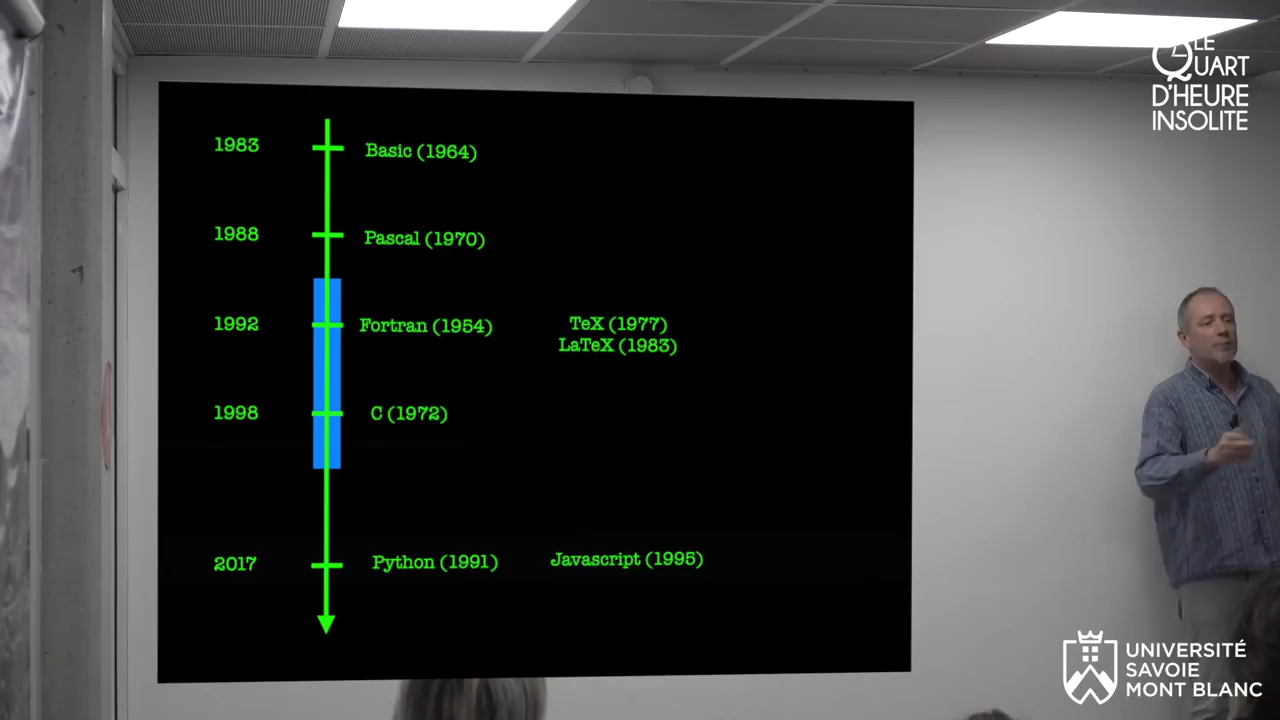 LE
QUART
D'HEURE
INSOLITE
1983 Basic (1964)
1988 Pascal (1970)
1992 Fortran (1954) TeX (1977)
LaTeX (1983)
1998 C (1972)
2017 Python (1991) Javascript (1995)
UNIVERSITÉ
SAVOIE
MONT BLANC